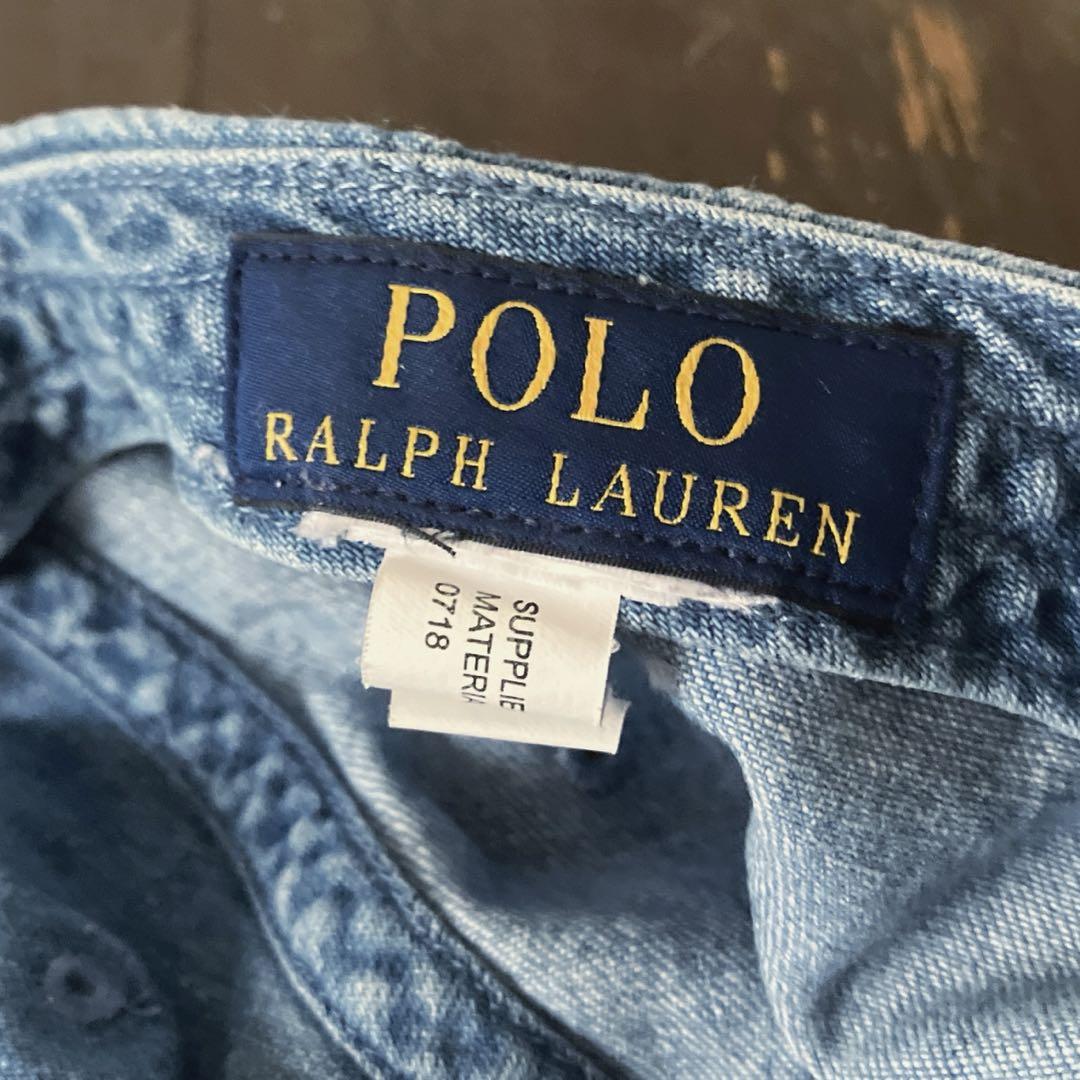 POLO
RALPH LAUREN
SUPPLIE
MATERIA
0718